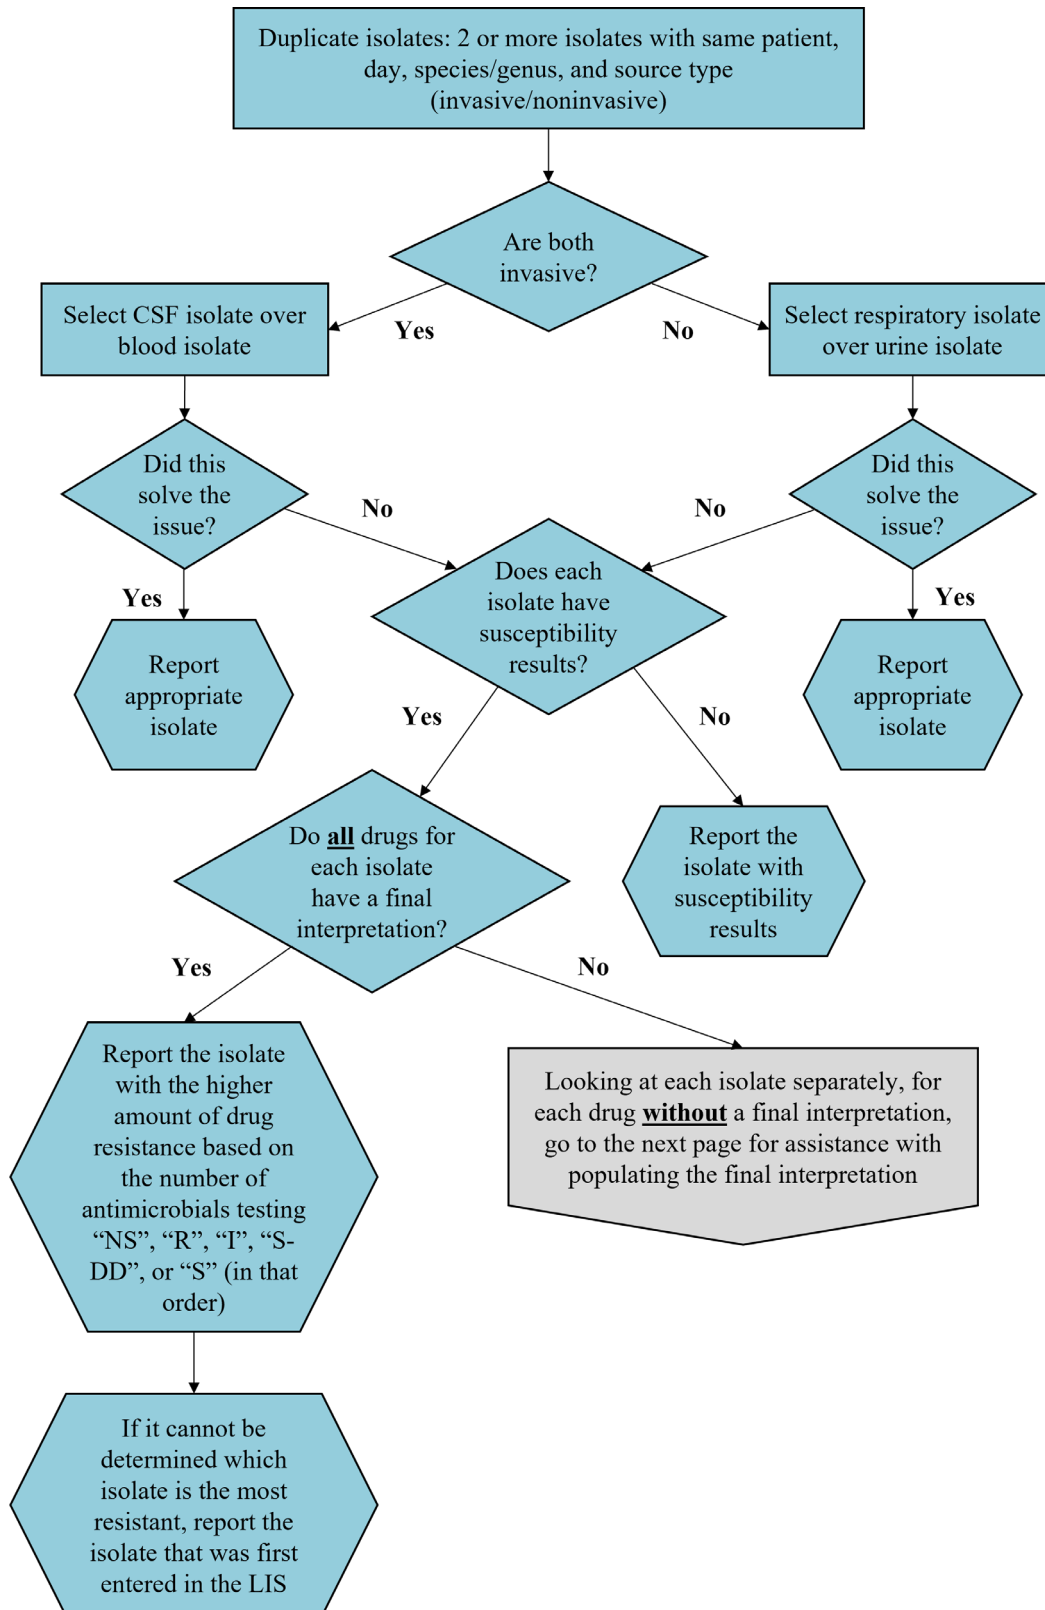 Duplicate isolates: 2 or more isolates with same patient,
day, species/genus, and source type
(invasive/noninvasive)
Are both
invasive?
Select CSF isolate over
blood isolate
Yes
No
Select respiratory isolate
over urine isolate
Did this
solve the
issue?
No
No
Did this
solve the
issue?
Does each
isolate have
susceptibility
results?
Yes
Yes
Report
appropriate
isolate
Report
appropriate
isolate
Yes
No
Do all drugs for
each isolate
have a final
interpretation?
Report the
isolate with
susceptibility
results
Yes
No
Report the isolate
with the higher
amount of drug
resistance based on
the number of
antimicrobials testing
“NS”, “R”, “I”, “S-
DD”, or “S” (in that
order)
Looking at each isolate separately, for
each drug without a final interpretation,
go to the next page for assistance with
populating the final interpretation
If it cannot be
determined which
isolate is the most
resistant, report the
isolate that was first
entered in the LIS